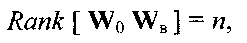 Rank [ W₀ Wв ] = n,